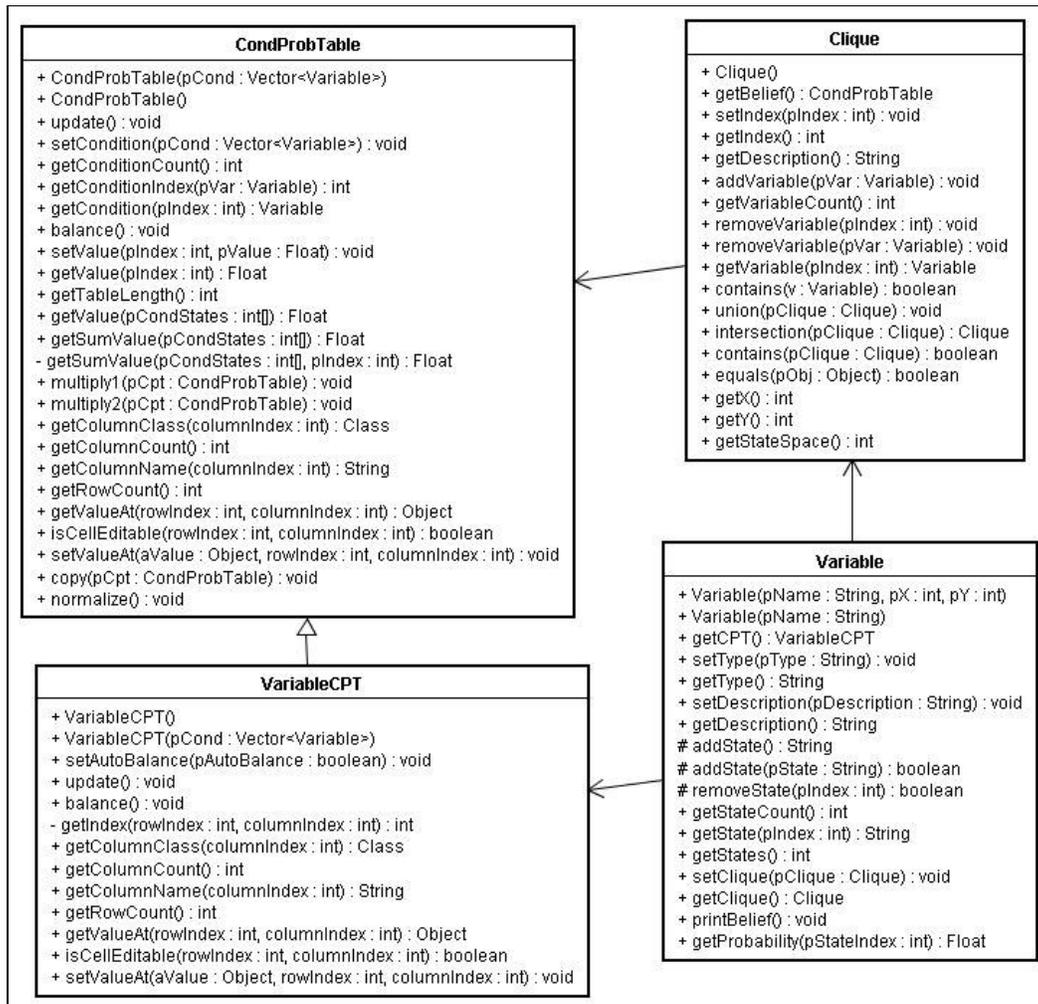 CondProbTable
+ CondProbTable(pCond : Vector<Variable>)
+ CondProbTable()
+ update() : void
+ setCondition(pCond : Vector<Variable>) : void
+ getConditionCount() : int
+ getConditionIndex(pVar : Variable) : int
+ getCondition(pIndex : int) : Variable
+ balance() : void
+ setValue(pIndex : int, pValue : Float) : void
+ getValue(pIndex : int) : Float
+ getTableLength() : int
+ getValue(pCondStates : int[]) : Float
+ getSumValue(pCondStates : int[]) : Float
- getSumValue(pCondStates : int[], pIndex : int) : Float
+ multiply1(pCpt : CondProbTable) : void
+ multiply2(pCpt : CondProbTable) : void
+ getColumnClass(columnIndex : int) : Class
+ getColumnCount() : int
+ getColumnName(columnIndex : int) : String
+ getRowCount() : int
+ getValueAt(rowIndex : int, columnIndex : int) : Object
+ isCellEditable(rowIndex : int, columnIndex : int) : boolean
+ setValueAt(aValue : Object, rowIndex : int, columnIndex : int) : void
+ copy(pCpt : CondProbTable) : void
+ normalize() : void
Clique
+ Clique()
+ getBelief() : CondProbTable
+ setIndex(pIndex : int) : void
+ getIndex() : int
+ getDescription() : String
+ addVariable(pVar : Variable) : void
+ getVariableCount() : int
+ removeVariable(pIndex : int) : void
+ removeVariable(pVar : Variable) : void
+ getVariable(pIndex : int) : Variable
+ contains(v : Variable) : boolean
+ union(pClique : Clique) : void
+ intersection(pClique : Clique) : Clique
+ contains(pClique : Clique) : boolean
+ equals(pObj : Object) : boolean
+ getX() : int
+ getY() : int
+ getStateSpace() : int
VariableCPT
+ VariableCPT()
+ VariableCPT(pCond : Vector<Variable>)
+ setAutoBalance(pAutoBalance : boolean) : void
+ update() : void
+ balance() : void
- getIndex(rowIndex : int, columnIndex : int) : int
+ getColumnClass(columnIndex : int) : Class
+ getColumnCount() : int
+ getColumnName(columnIndex : int) : String
+ getRowCount() : int
+ getValueAt(rowIndex : int, columnIndex : int) : Object
+ isCellEditable(rowIndex : int, columnIndex : int) : boolean
+ setValueAt(aValue : Object, rowIndex : int, columnIndex : int) : void
Variable
+ Variable(pName : String, pX : int, pY : int)
+ Variable(pName : String)
+ getCPT() : VariableCPT
+ setType(pType : String) : void
+ getType() : String
+ setDescription(pDescription : String) : void
+ getDescription() : String
# addState() : String
# addState(pState : String) : boolean
# removeState(pIndex : int) : boolean
+ getStateCount() : int
+ getState(pIndex : int) : String
+ getStates() : int
+ setClique(pClique : Clique) : void
+ getClique() : Clique
+ printBelief() : void
+ getProbability(pStateIndex : int) : Float